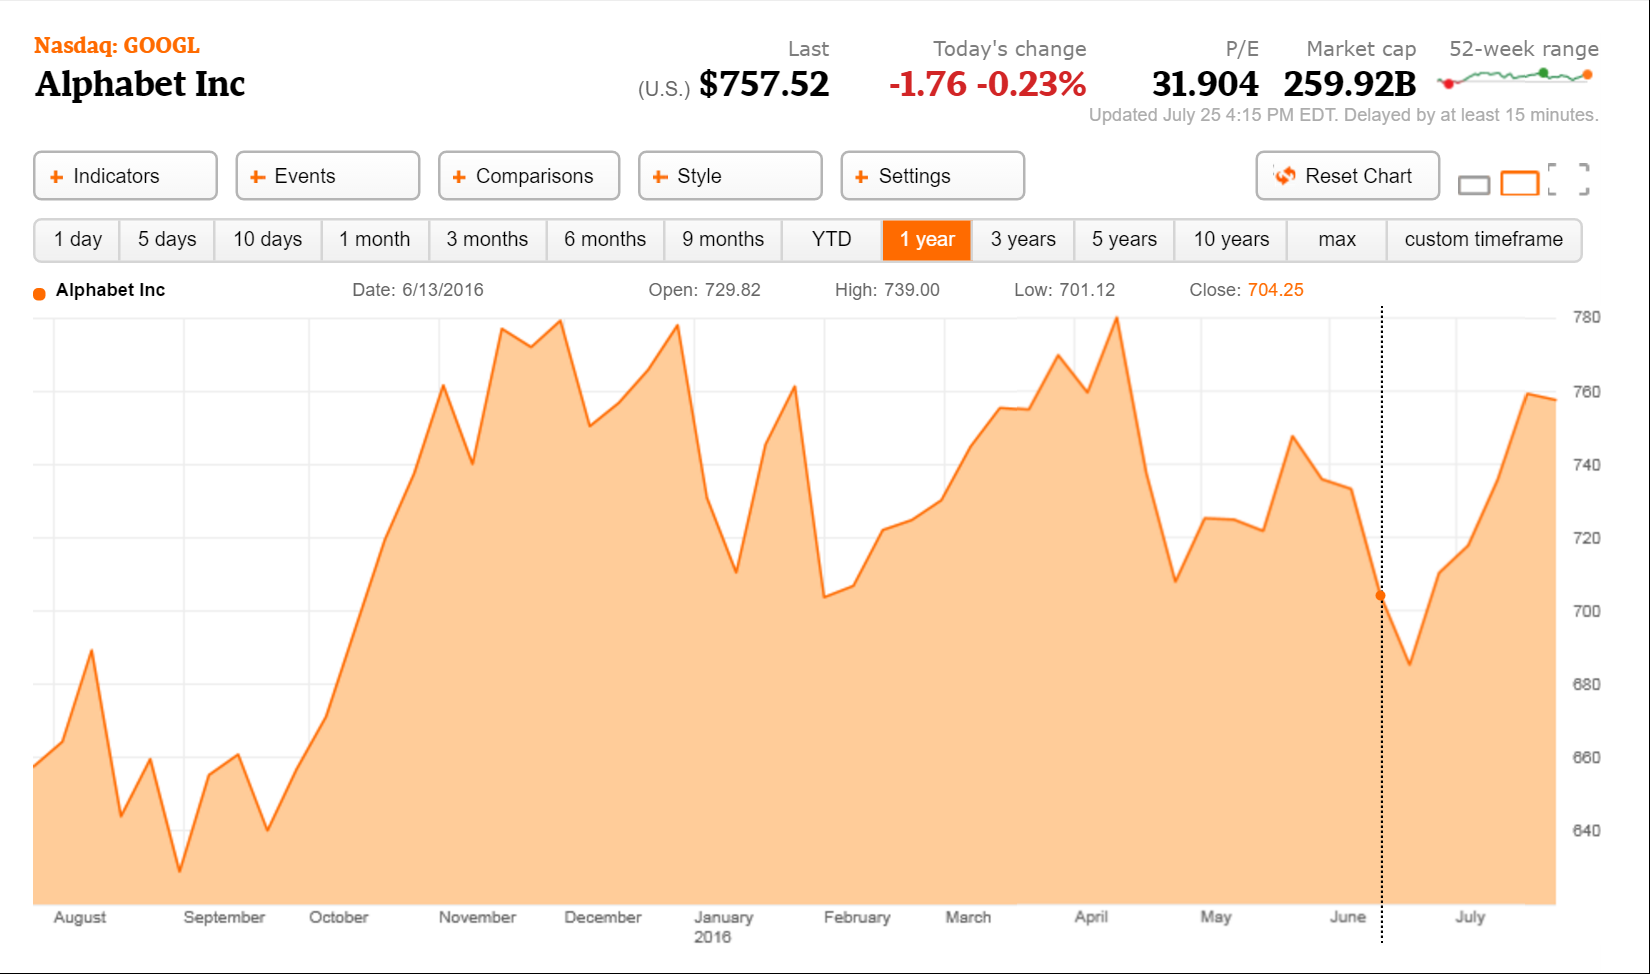 Nasdaq: GOOGL
Alphabet Inc
Last Today's change P/E Market cap 52-week range
(U.S.) $757.52 -1.76 -0.23% 31.904 259.92B
Updated July 25 4:15 PM EDT. Delayed by at least 15 minutes.
+ Indicators + Events + Comparisons + Style + Settings Reset Chart
1 day 5 days 10 days 1 month 3 months 6 months 9 months YTD 1 year 3 years 5 years 10 years max custom timeframe
Alphabet Inc Date: 6/13/2016 Open: 729.82 High: 739.00 Low: 701.12 Close: 704.25
780
760
740
720
700
680
660
640
August September October November December January February March April May June July
2016